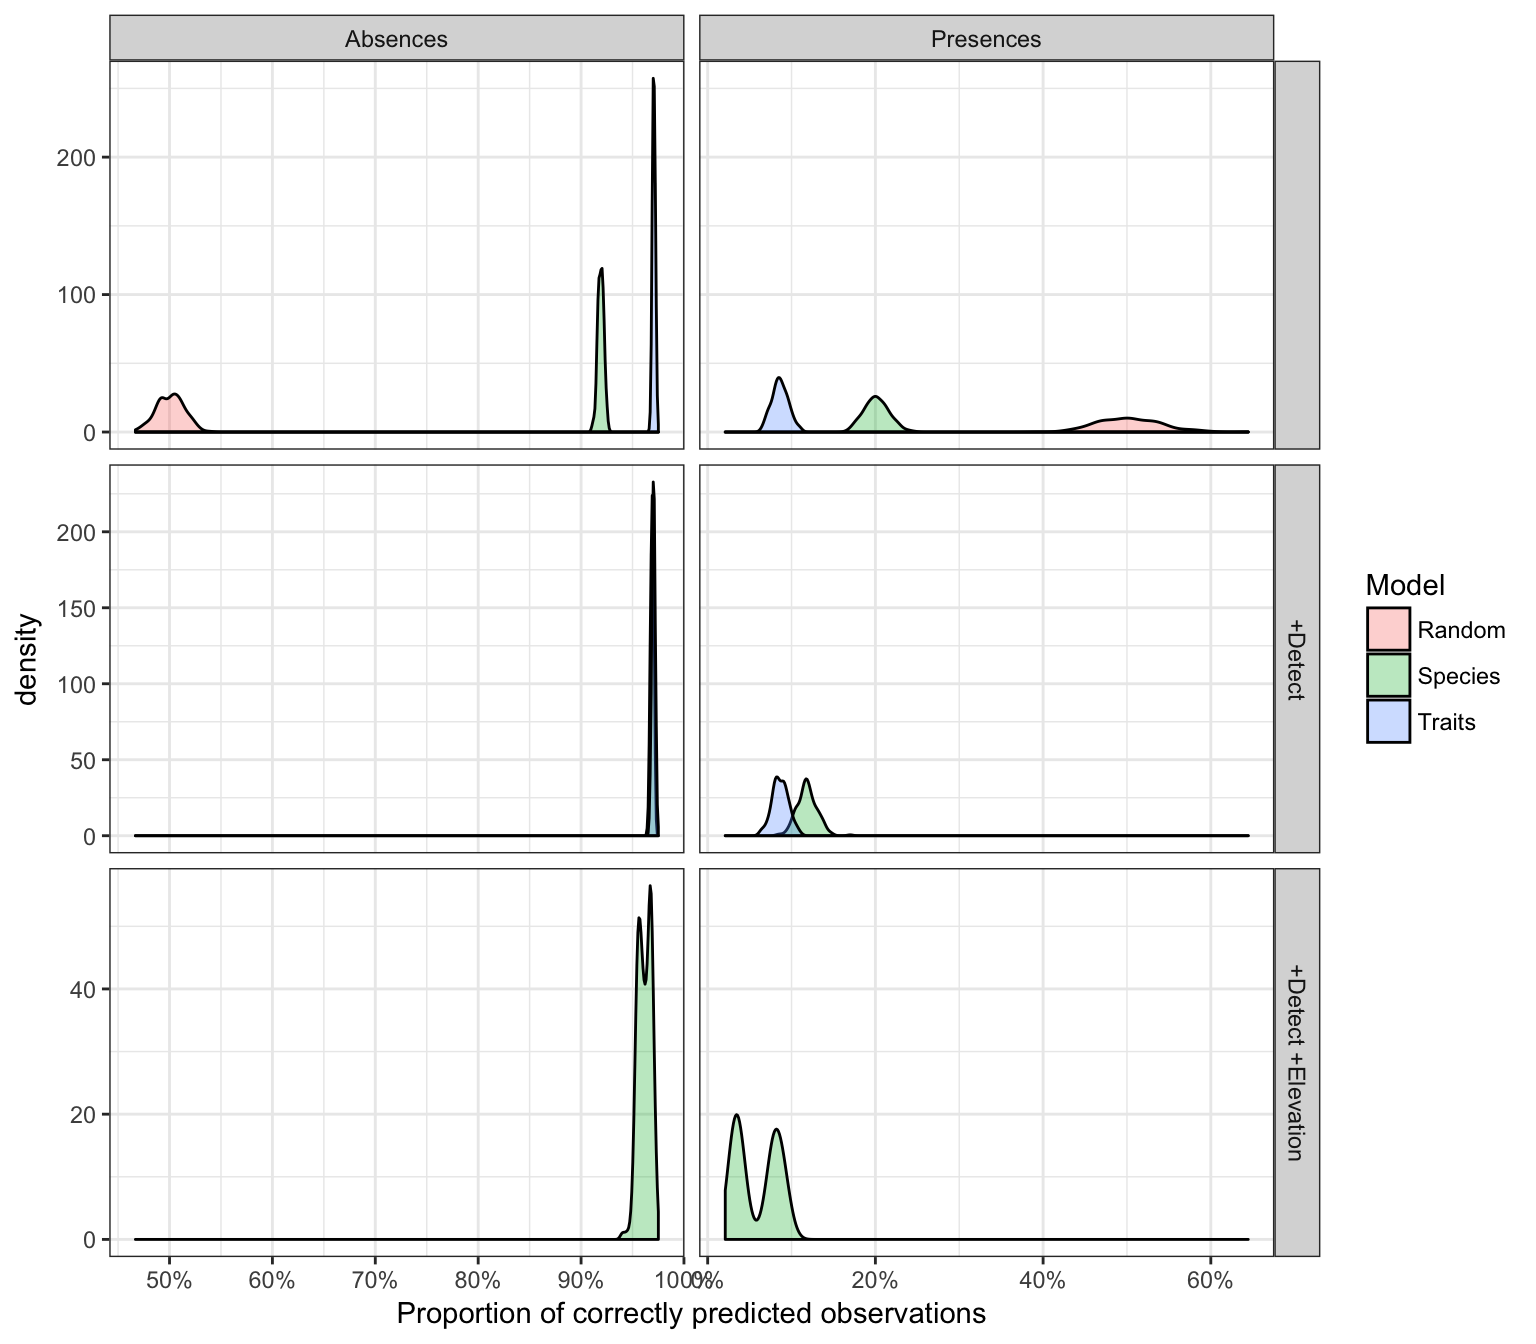 Absences
Presences
200
100
0
+Detect
200
150
100
50
0
density
Model
Random
Species
Traits
+Detect +Elevation
40
20
0
50%
60%
70%
80%
90%
100%
0%
20%
40%
60%
Proportion of correctly predicted observations